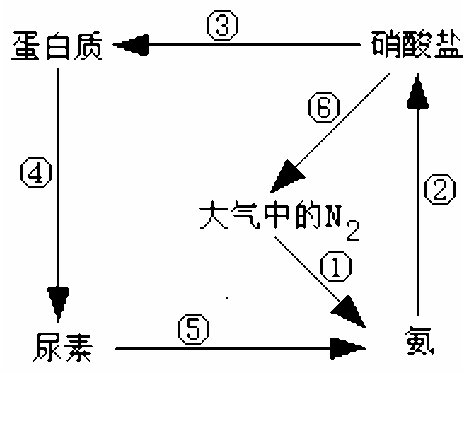 蛋白质 ③ 硝酸盐
⑥
④ ②
大气中的N2
①
尿素 ⑤ 氨